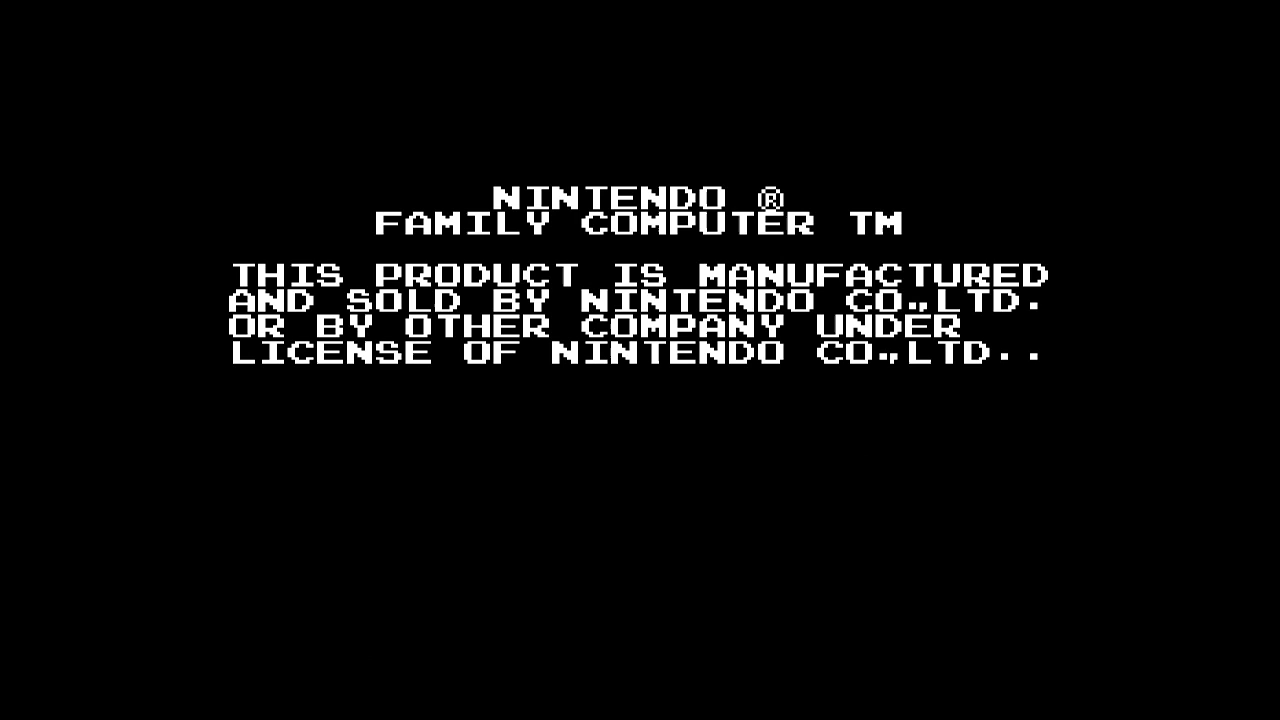 NINTENDO ®
FAMILY COMPUTER TM
THIS PRODUCT IS MANUFACTURED
AND SOLD BY NINTENDO CO.,LTD.
OR BY OTHER COMPANY UNDER
LICENSE OF NINTENDO CO.,LTD..